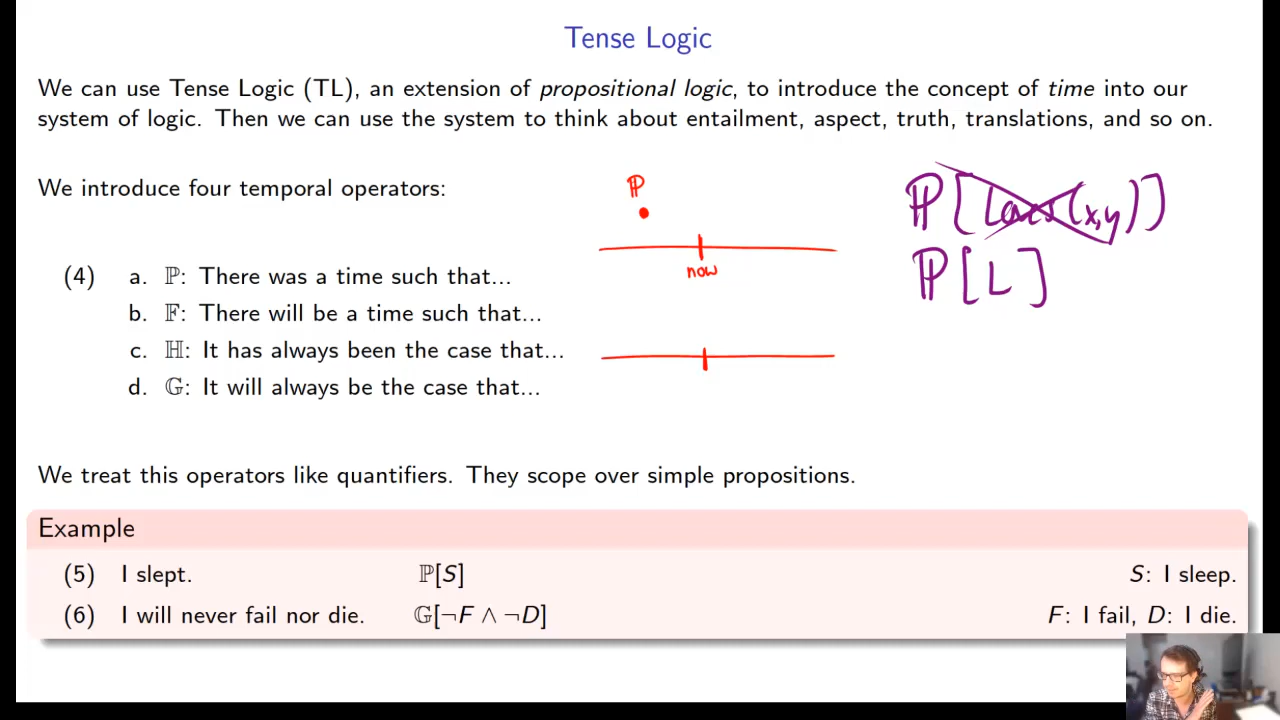 Tense Logic
We can use Tense Logic (TL), an extension of propositional logic, to introduce the concept of time into our
system of logic. Then we can use the system to think about entailment, aspect, truth, translations, and so on.
We introduce four temporal operators:
ℙ
ℙ[ (x,y)]
ℙ[L]
now
(4) a. ℙ: There was a time such that...
b. 𝔽: There will be a time such that...
c. ℍ: It has always been the case that...
d. 𝔾: It will always be the case that...
We treat this operators like quantifiers. They scope over simple propositions.
Example
(5) I slept. ℙ[S] S: I sleep.
(6) I will never fail nor die. 𝔾[¬F ∧ ¬D] F: I fail, D: I die.